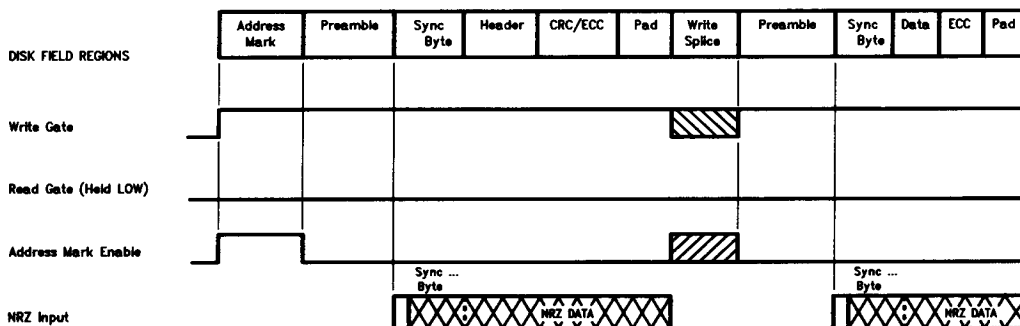 DISK FIELD REGIONS
Address Mark
Preamble
Sync Byte
Header
CRC/ECC
Pad
Write Splice
Preamble
Sync Byte
Data
ECC
Pad
Write Gate
Read Gate (Held LOW)
Address Mark Enable
Sync ...
Byte
Sync ...
Byte
NRZ Input
NRZ DATA
NRZ DATA